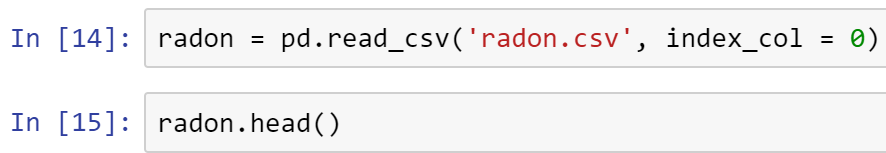 In [14]: radon = pd.read_csv('radon.csv', index_col = 0)
In [15]: radon.head()